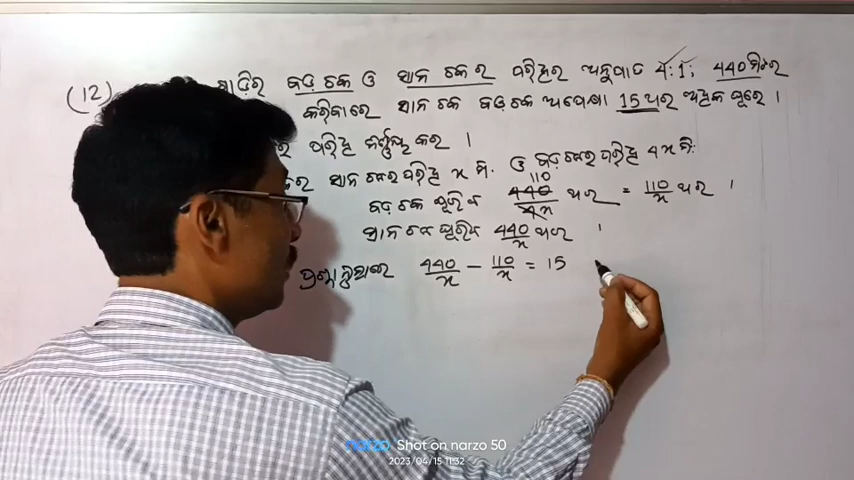 (12) ଗାଡ଼ିର ବଡ଼ ଚକ ଓ ସାନ ଚକ ର ପରିଧିର ଅନୁପାତ 4:1; 440 ମିଟର
କରିବାରେ ସାନ ଚକ ବଡ଼ ଚକ ଅପେକ୍ଷା 15 ଥର ଅଧିକ ଘୂରେ ।
ପରିଧି ନିର୍ଣ୍ଣୟ କର ।
ସାନ ଚକର ପରିଧି x ମି. ଓ ବଡ଼ ଚକର ପରିଧି 4x ମି.
ବଡ଼ ଚକ ଘୂରିବ 440/4x ଥର = 110/x ଥର ।
ସାନ ଚକ ଘୂରିବ 440/x ଥର ।
ପ୍ରଶ୍ନାନୁସାରେ 440/x - 110/x = 15
narzo Shot on narzo 50
2023/04/15 11:32